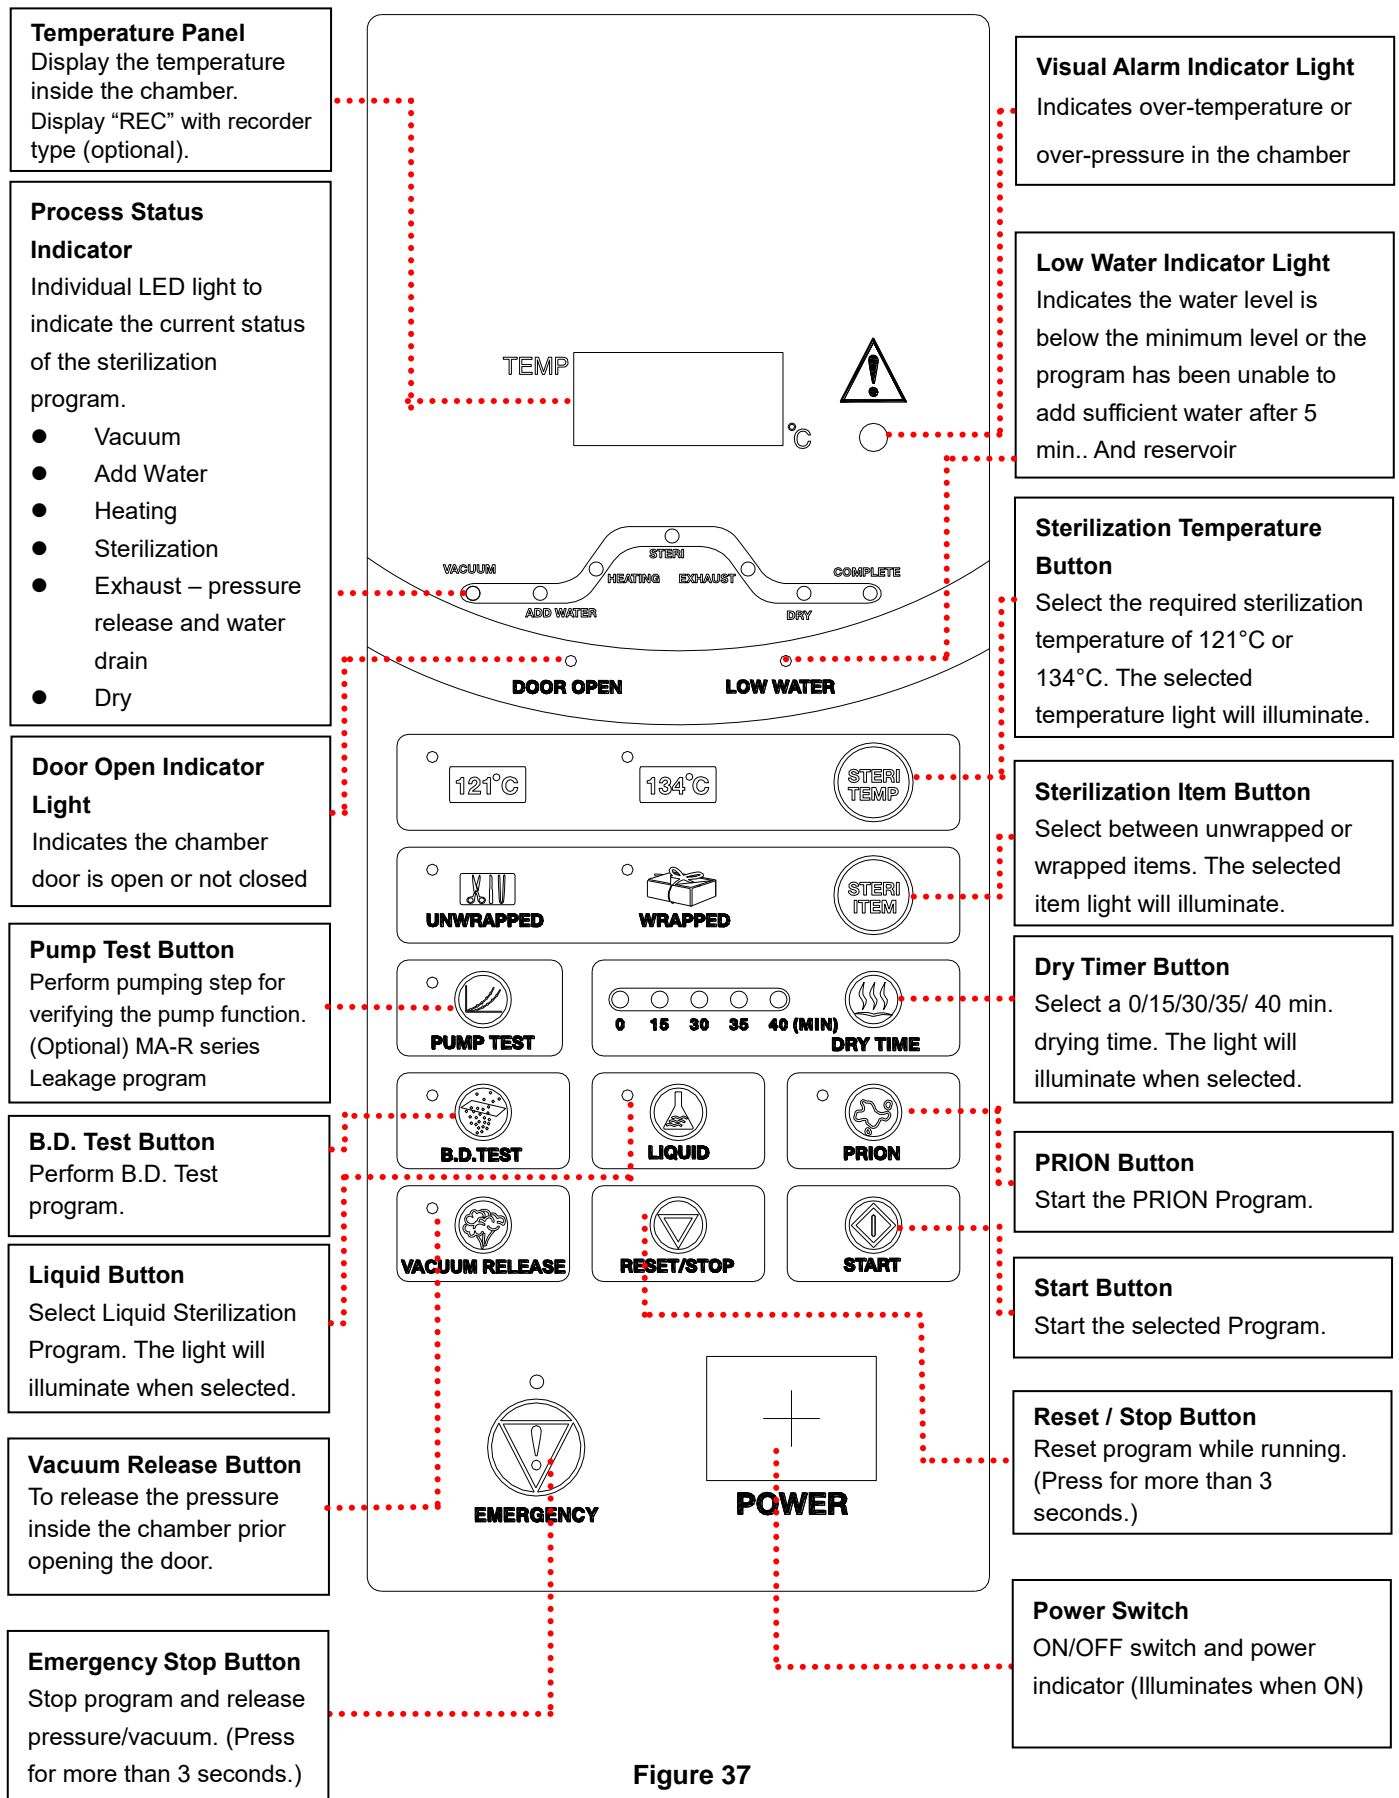 Temperature Panel
Display the temperature
inside the chamber.
Display “REC” with recorder
type (optional).
Process Status
Indicator
Individual LED light to
indicate the current status
of the sterilization
program.
● Vacuum
● Add Water
● Heating
● Sterilization
● Exhaust – pressure
release and water
drain
● Dry
Door Open Indicator
Light
Indicates the chamber
door is open or not closed
Pump Test Button
Perform pumping step for
verifying the pump function.
(Optional) MA-R series
Leakage program
B.D. Test Button
Perform B.D. Test
program.
Liquid Button
Select Liquid Sterilization
Program. The light will
illuminate when selected.
Vacuum Release Button
To release the pressure
inside the chamber prior
opening the door.
Emergency Stop Button
Stop program and release
pressure/vacuum. (Press
for more than 3 seconds.)
TEMP
°C
STERI
VACUUM
HEATING
EXHAUST
COMPLETE
ADD WATER
DRY
DOOR OPEN
LOW WATER
121°C
134°C
STERI
TEMP
UNWRAPPED
WRAPPED
STERI
ITEM
PUMP TEST
0 15 30 35 40 (MIN)
DRY TIME
B.D.TEST
LIQUID
PRION
VACUUM RELEASE
RESET/STOP
START
EMERGENCY
POWER
Visual Alarm Indicator Light
Indicates over-temperature or
over-pressure in the chamber
Low Water Indicator Light
Indicates the water level is
below the minimum level or the
program has been unable to
add sufficient water after 5
min.. And reservoir
Sterilization Temperature
Button
Select the required sterilization
temperature of 121°C or
134°C. The selected
temperature light will illuminate.
Sterilization Item Button
Select between unwrapped or
wrapped items. The selected
item light will illuminate.
Dry Timer Button
Select a 0/15/30/35/ 40 min.
drying time. The light will
illuminate when selected.
PRION Button
Start the PRION Program.
Start Button
Start the selected Program.
Reset / Stop Button
Reset program while running.
(Press for more than 3
seconds.)
Power Switch
ON/OFF switch and power
indicator (Illuminates when ON)
Figure 37